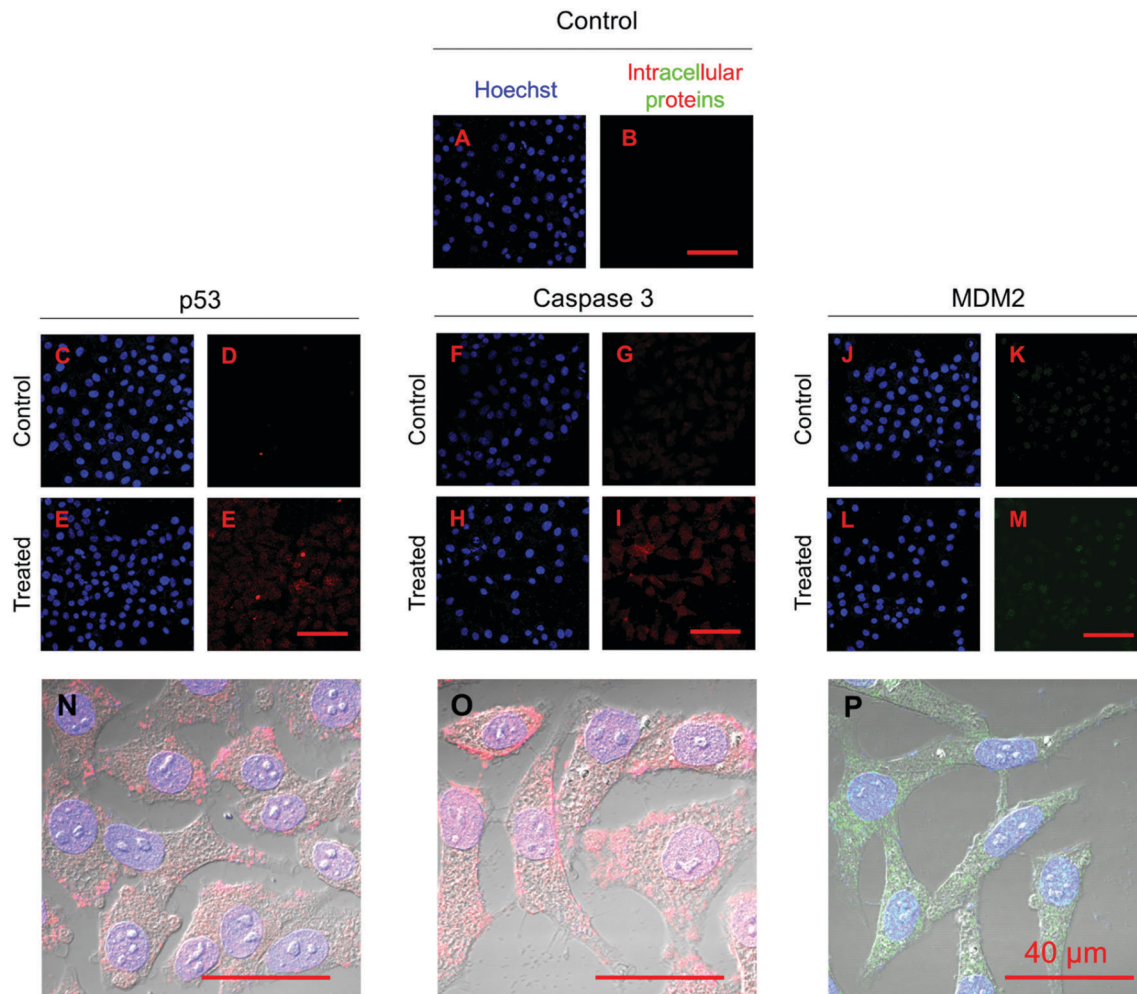 Control
Hoechst
Intracellular
proteins
A
B
p53
Caspase 3
MDM2
Control
C
D
Control
F
G
Control
J
K
Treated
E
E
Treated
H
I
Treated
L
M
N
O
P
40 µm